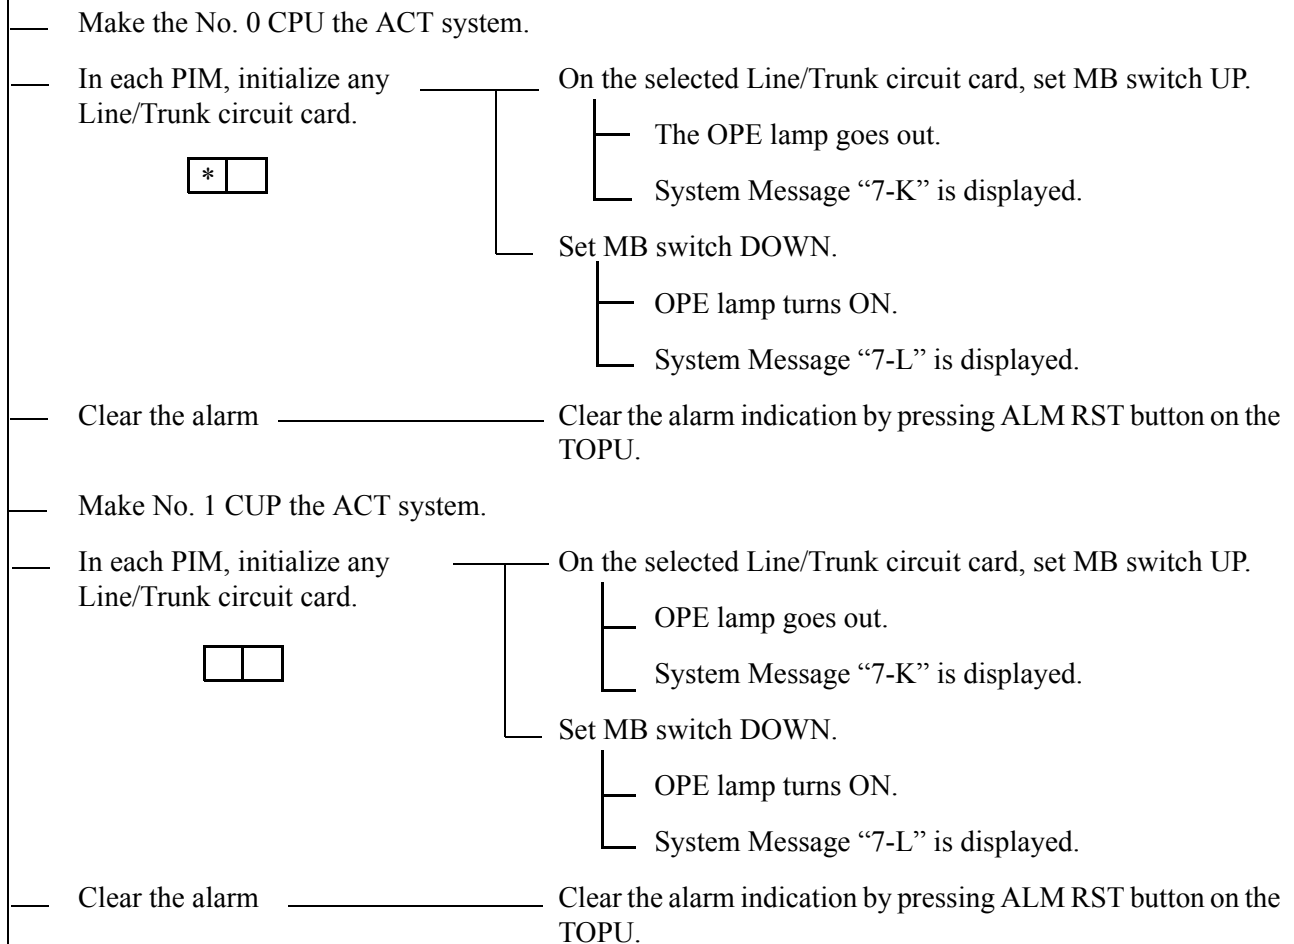 Make the No. 0 CPU the ACT system.
In each PIM, initialize any
Line/Trunk circuit card.
*
On the selected Line/Trunk circuit card, set MB switch UP.
The OPE lamp goes out.
System Message “7-K” is displayed.
Set MB switch DOWN.
OPE lamp turns ON.
System Message “7-L” is displayed.
Clear the alarm
Clear the alarm indication by pressing ALM RST button on the
TOPU.
Make No. 1 CUP the ACT system.
In each PIM, initialize any
Line/Trunk circuit card.
On the selected Line/Trunk circuit card, set MB switch UP.
OPE lamp goes out.
System Message “7-K” is displayed.
Set MB switch DOWN.
OPE lamp turns ON.
System Message “7-L” is displayed.
Clear the alarm
Clear the alarm indication by pressing ALM RST button on the
TOPU.